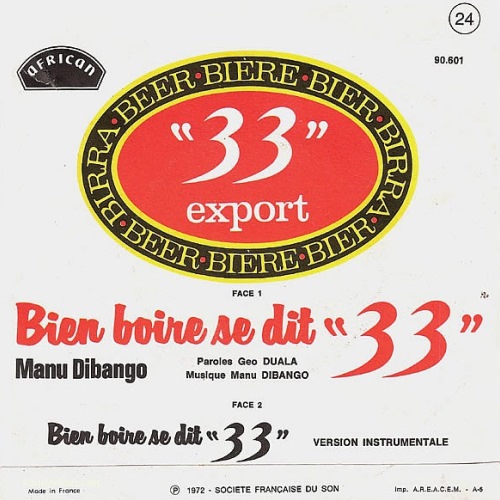 24
AFRICAN
90.601
BIRRA • BEER • BIÈRE • BIER • BIRRA • BEER • BIÈRE • BIER •
"33"
export
FACE 1
Bien boire se dit "33"
Manu Dibango
Paroles Geo DUALA
Musique Manu DIBANGO
FACE 2
Bien boire se dit "33" VERSION INSTRUMENTALE
Made in France
Ⓟ 1972 - SOCIETE FRANÇAISE DU SON
Imp. A.R.E.A.C.E.M. - A-6